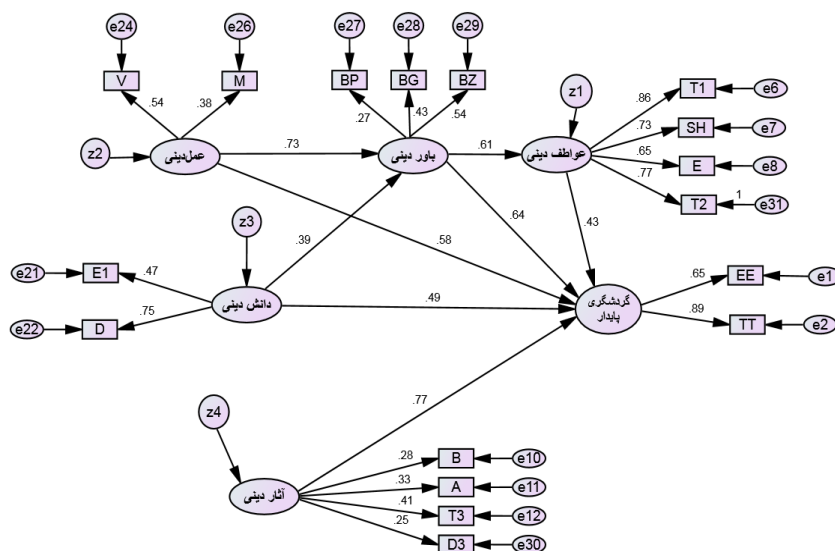 e24
e26
e27
e28
e29
V
M
BP
BG
BZ
.54
.38
.27
.43
.54
z1
T1
e6
.86
SH
e7
.73
E
e8
.65
T2
1
e31
.77
z2
عمل‌دینی
.73
باور دینی
.61
عواطف دینی
z3
.39
.58
.64
.43
e21
E1
.47
e22
D
.75
دانش دینی
.49
گردشگری
پایدار
.65
EE
e1
.89
TT
e2
.77
z4
آثار دینی
.28
B
e10
.33
A
e11
.41
T3
e12
.25
D3
e30